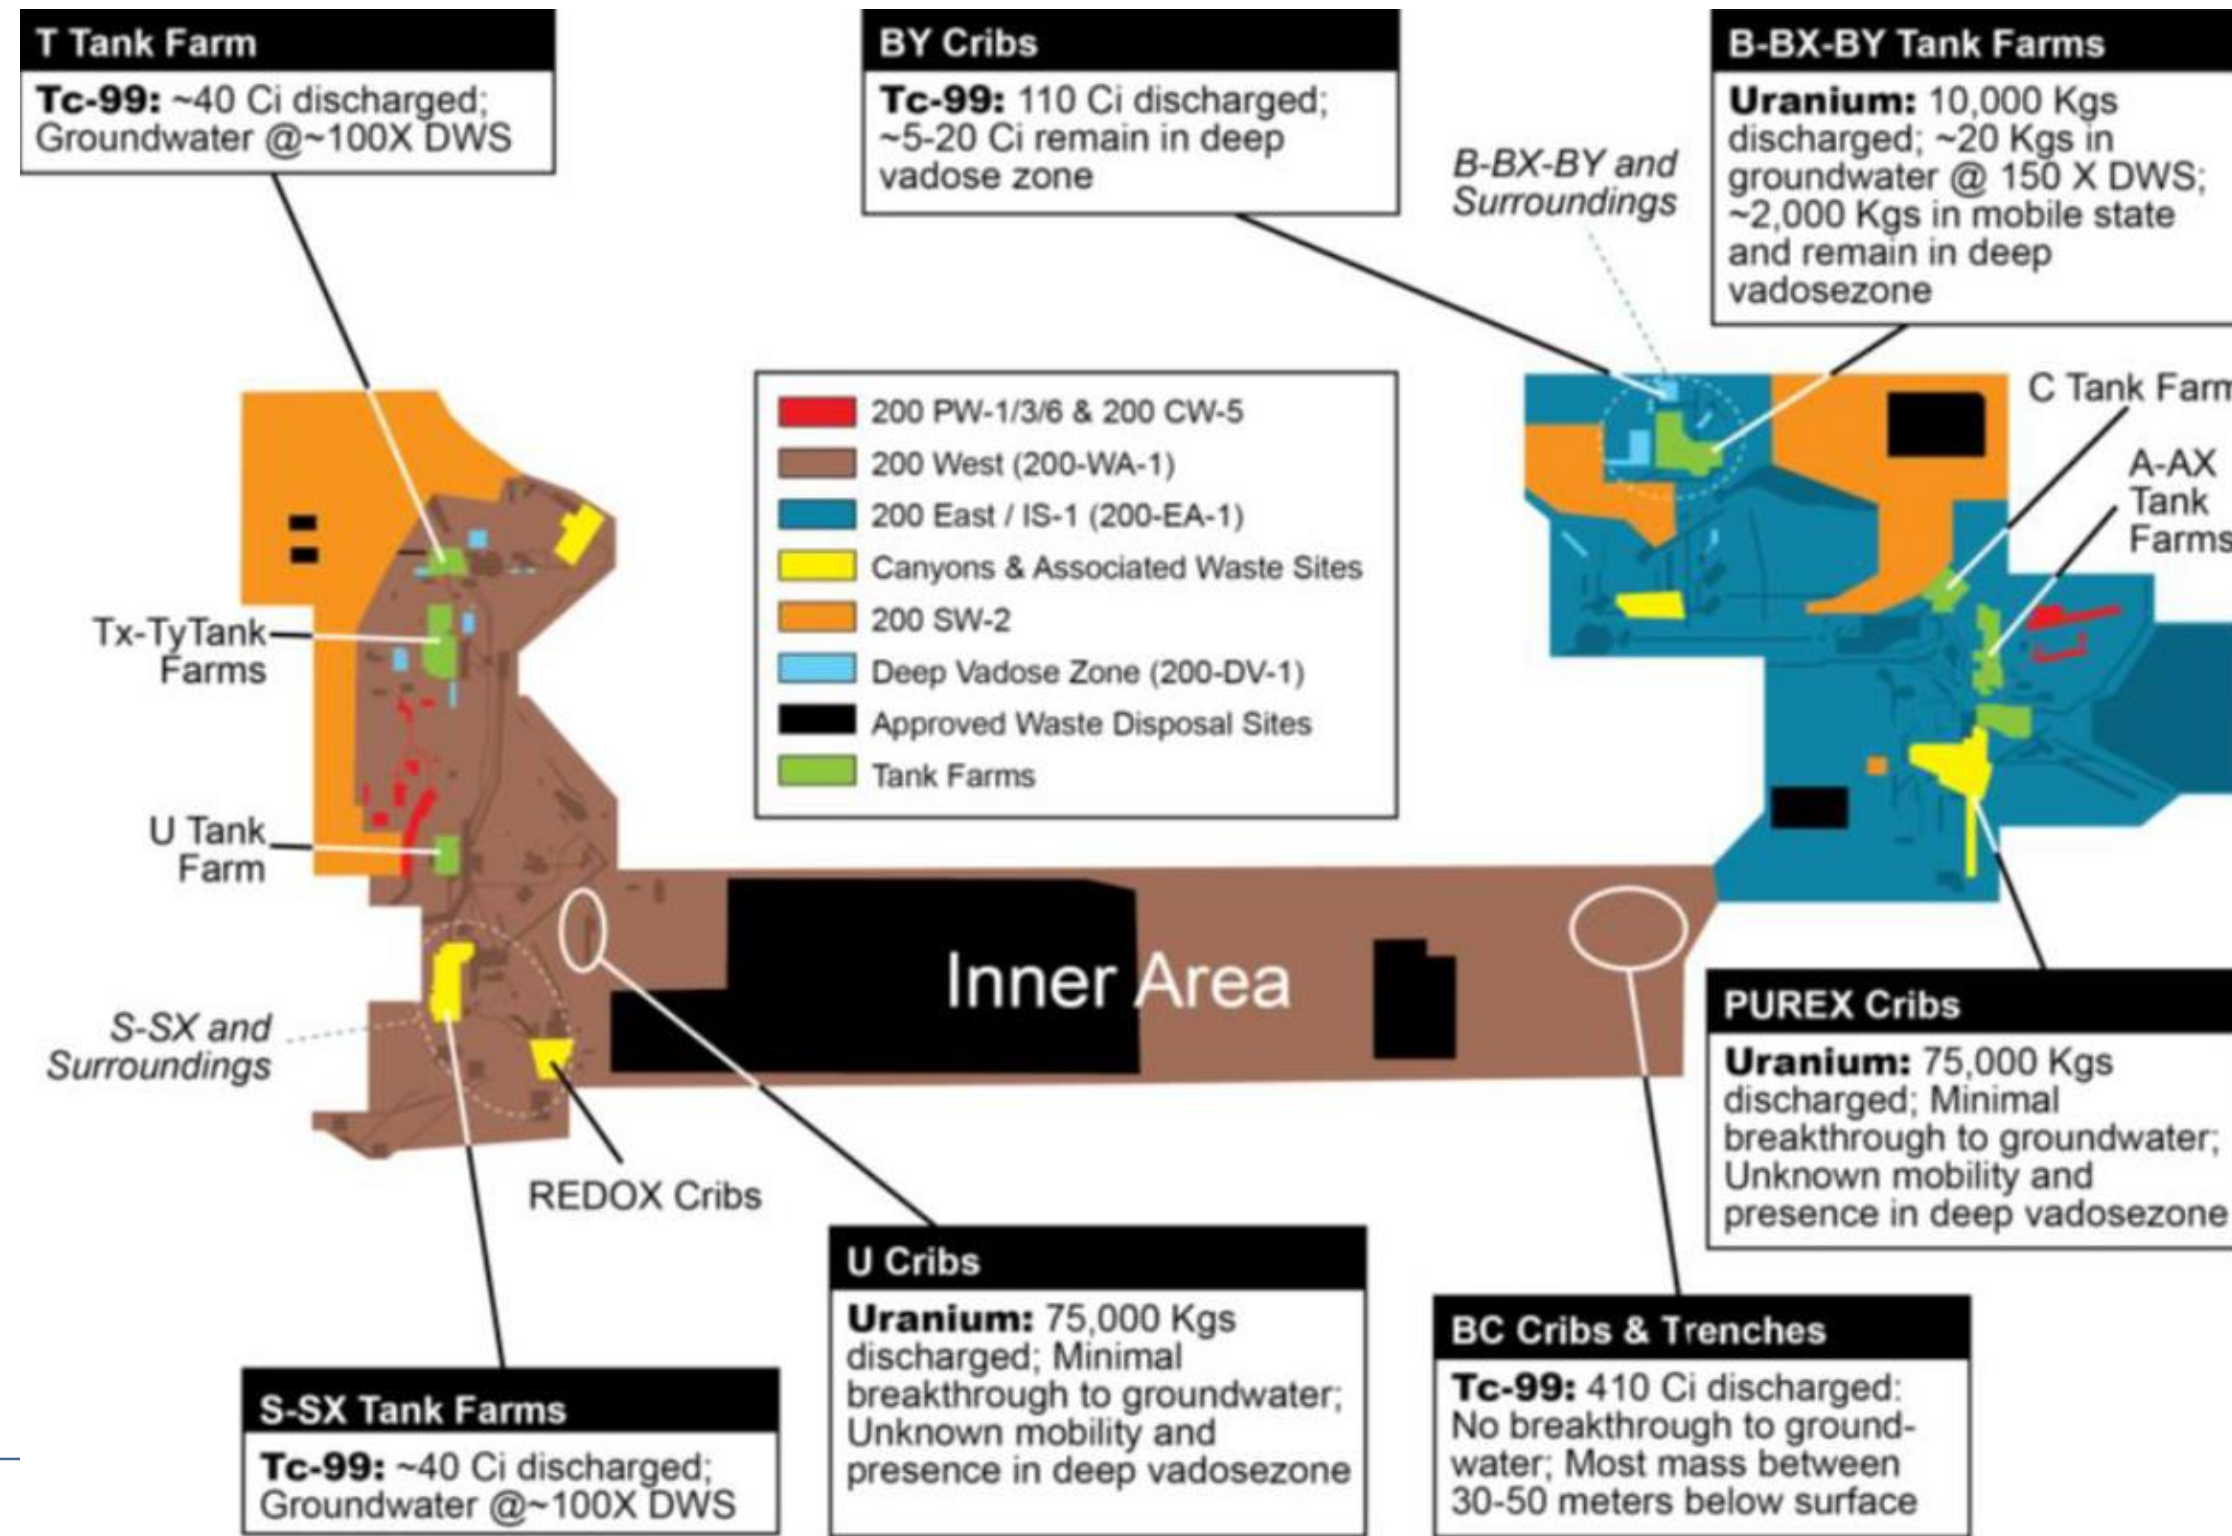 T Tank Farm
Tc-99: ~40 Ci discharged;
Groundwater @~100X DWS
BY Cribs
Tc-99: 110 Ci discharged;
~5-20 Ci remain in deep
vadose zone
B-BX-BY and
Surroundings
B-BX-BY Tank Farms
Uranium: 10,000 Kgs
discharged; ~20 Kgs in
groundwater @ 150 X DWS;
~2,000 Kgs in mobile state
and remain in deep
vadosezone
C Tank Farm
A-AX
Tank
Farms
200 PW-1/3/6 & 200 CW-5
200 West (200-WA-1)
200 East / IS-1 (200-EA-1)
Canyons & Associated Waste Sites
200 SW-2
Deep Vadose Zone (200-DV-1)
Approved Waste Disposal Sites
Tank Farms
Tx-TyTank
Farms
U Tank
Farm
S-SX and
Surroundings
Inner Area
REDOX Cribs
PUREX Cribs
Uranium: 75,000 Kgs
discharged; Minimal
breakthrough to groundwater;
Unknown mobility and
presence in deep vadosezone
U Cribs
Uranium: 75,000 Kgs
discharged; Minimal
breakthrough to groundwater;
Unknown mobility and
presence in deep vadosezone
BC Cribs & Trenches
Tc-99: 410 Ci discharged:
No breakthrough to ground-
water; Most mass between
30-50 meters below surface
S-SX Tank Farms
Tc-99: ~40 Ci discharged;
Groundwater @~100X DWS